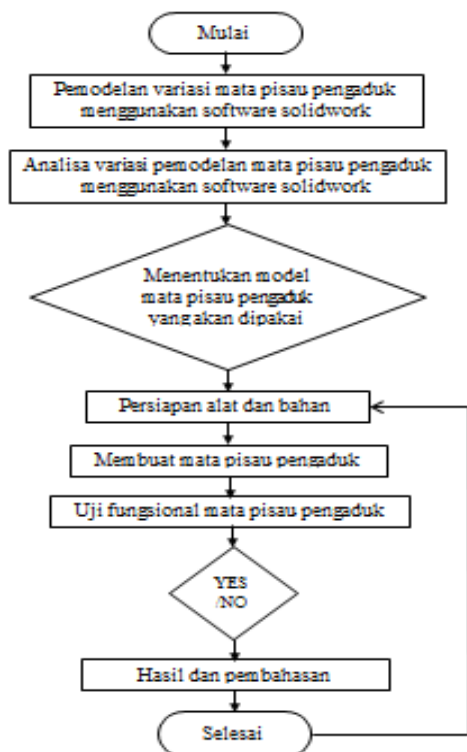 Mulai
Pemodelan variasi mata pisau pengaduk
menggunakan software solidwork
Analisa variasi pemodelan mata pisau pengaduk
menggunakan software solidwork
Menentukan model
mata pisau pengaduk
yang akan dipakai
Persiapan alat dan bahan
Membuat mata pisau pengaduk
Uji fungsional mata pisau pengaduk
YES
/NO
Hasil dan pembahasan
Selesai